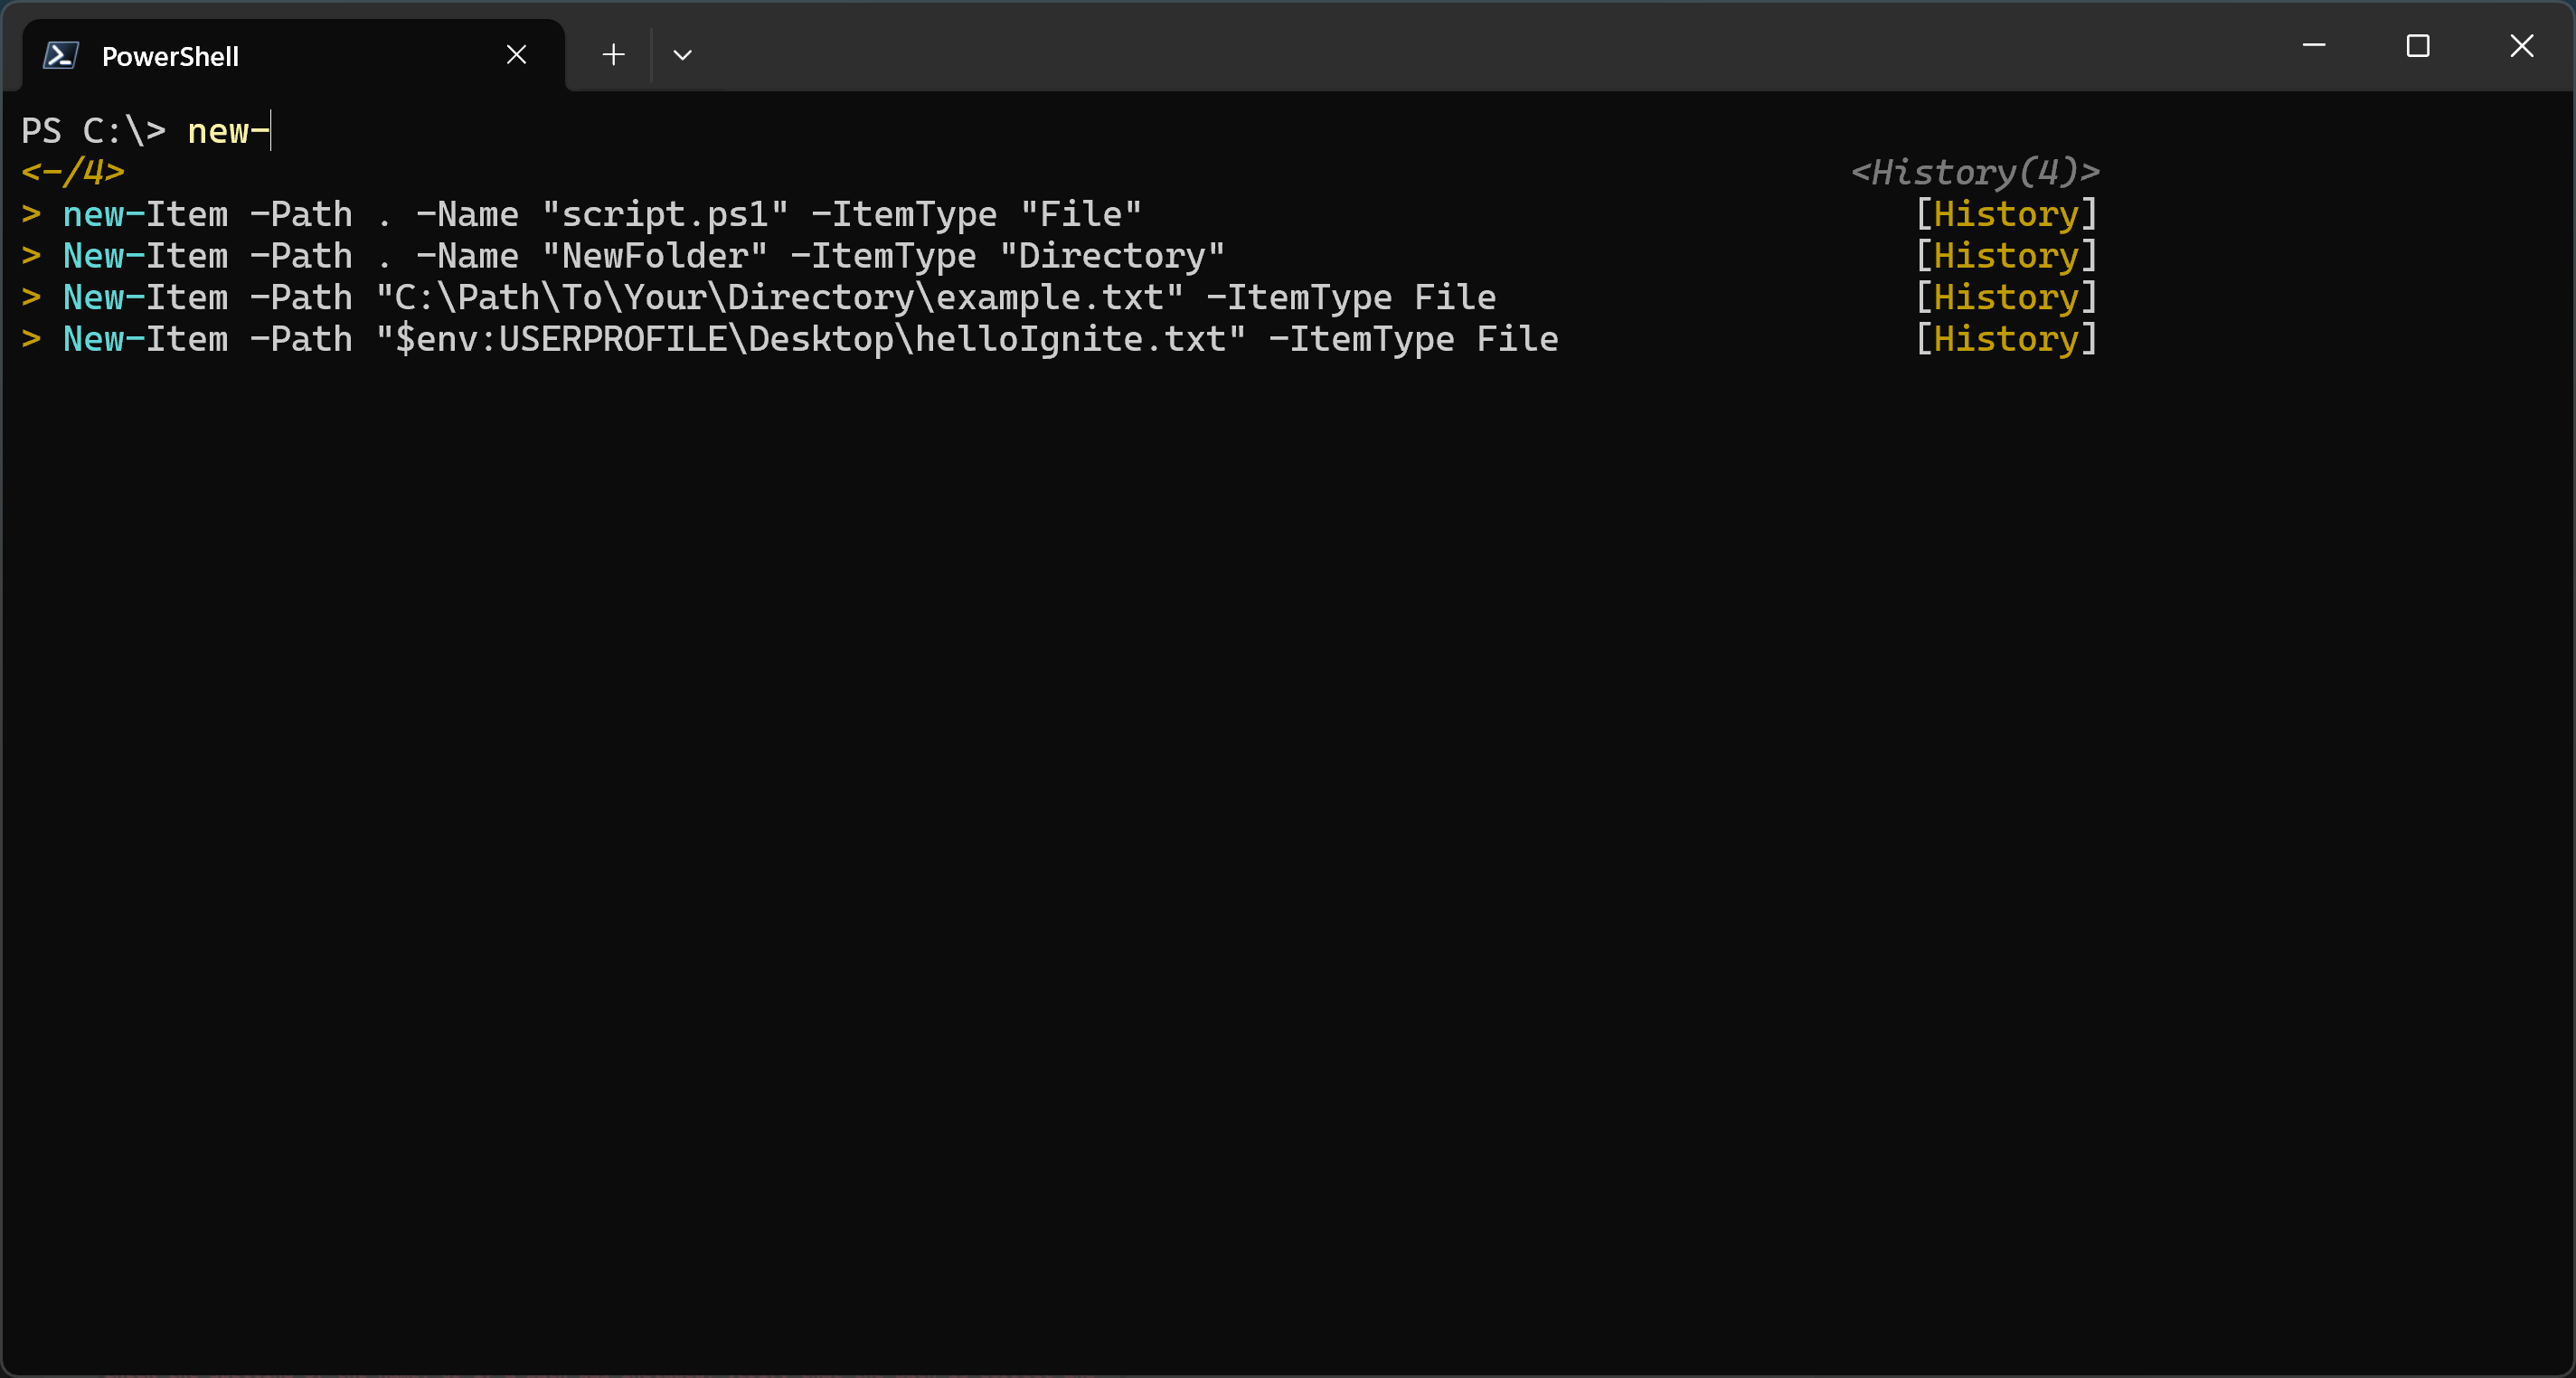 PowerShell
PS C:\> new-
<-/4> <History(4)>
> new-Item -Path . -Name "script.ps1" -ItemType "File" [History]
> New-Item -Path . -Name "NewFolder" -ItemType "Directory" [History]
> New-Item -Path "C:\Path\To\Your\Directory\example.txt" -ItemType File [History]
> New-Item -Path "$env:USERPROFILE\Desktop\helloIgnite.txt" -ItemType File [History]